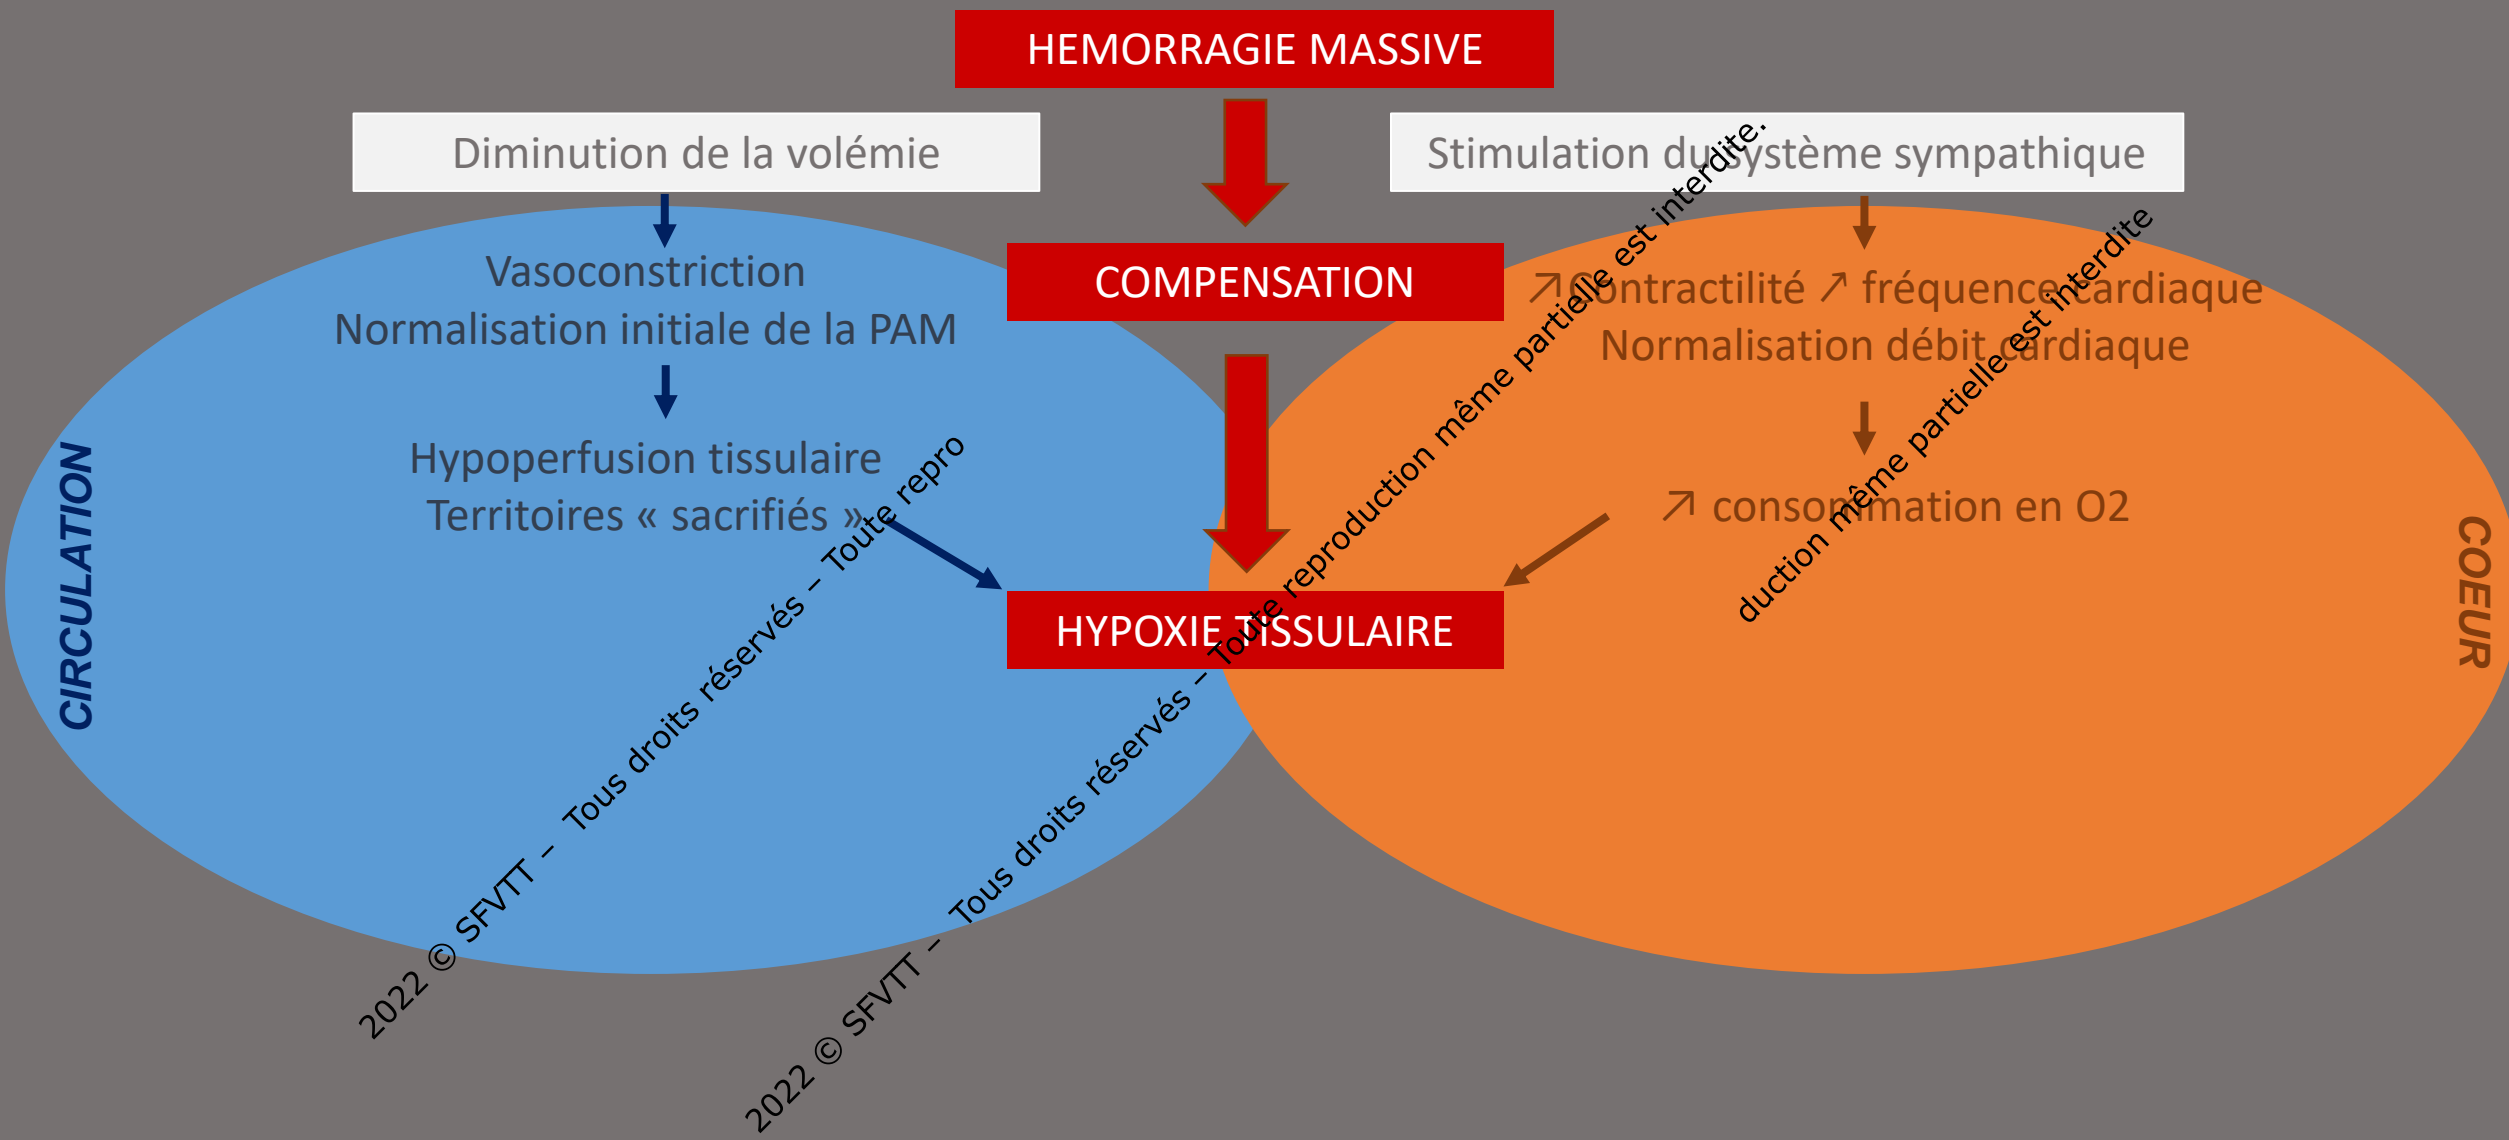 HEMORRAGIE MASSIVE
Diminution de la volémie
Stimulation du système sympathique
Vasoconstriction
Normalisation initiale de la PAM
COMPENSATION
↗Contractilité ↗ fréquence cardiaque
Normalisation débit cardiaque
Hypoperfusion tissulaire
Territoires « sacrifiés »
↗ consommation en O2
CIRCULATION
COEUR
HYPOXIE TISSULAIRE
2022 © SFVTT – Tous droits réservés – Toute repro
duction même partielle est interdite
2022 © SFVTT – Tous droits réservés – Toute reproduction même partielle est interdite.